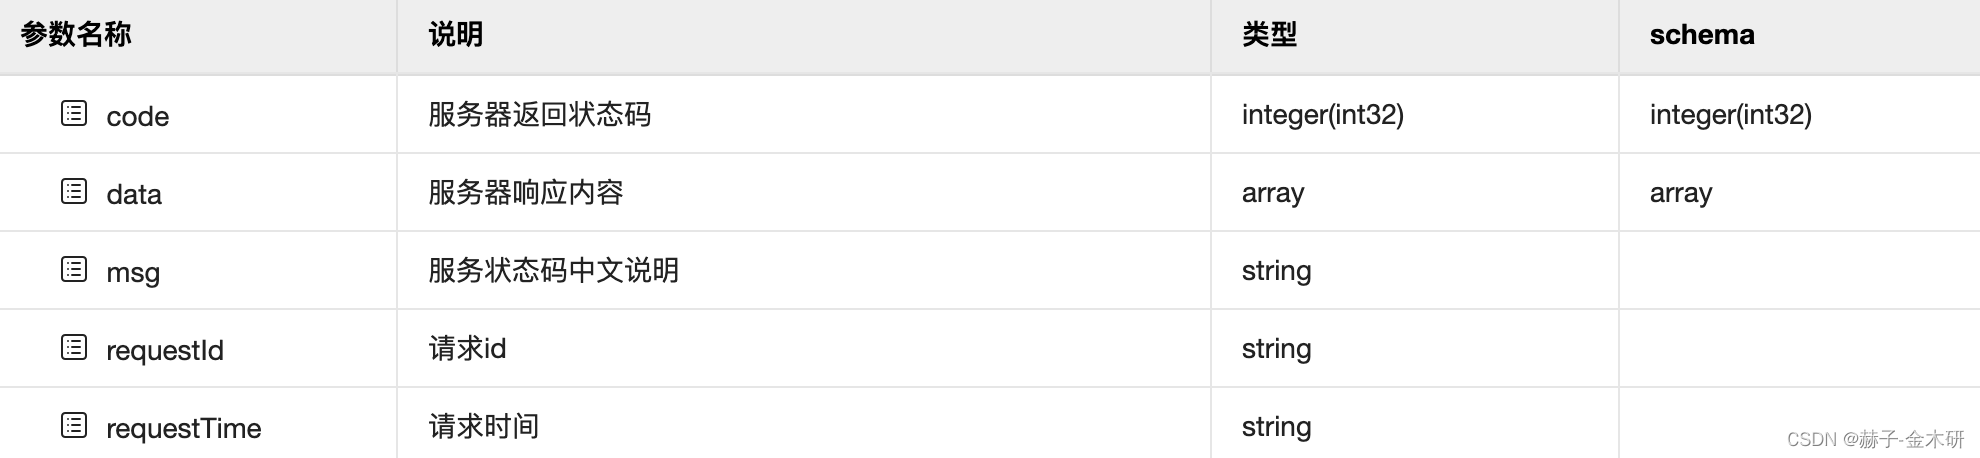 参数名称 说明 类型 schema
code 服务器返回状态码 integer(int32) integer(int32)
data 服务器响应内容 array array
msg 服务状态码中文说明 string
requestId 请求id string
requestTime 请求时间 string
CSDN @赫子-金木研